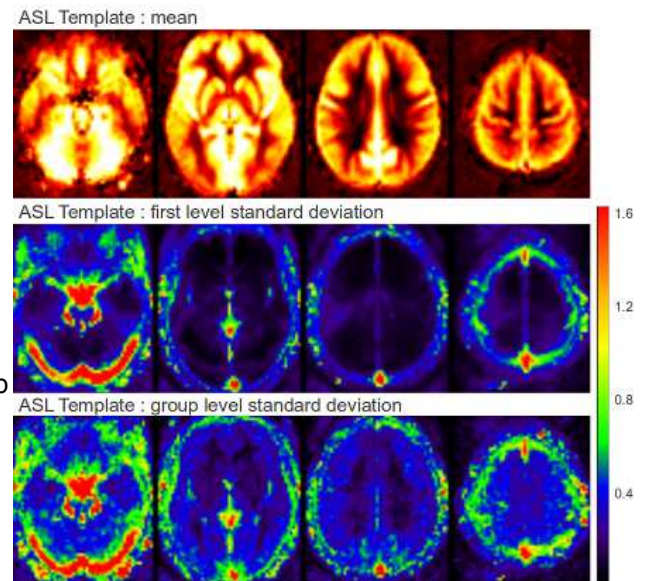 ASL Template : mean
ASL Template : first level standard deviation
1.6
1.2
0.8
0.4
ASL Template : group level standard deviation